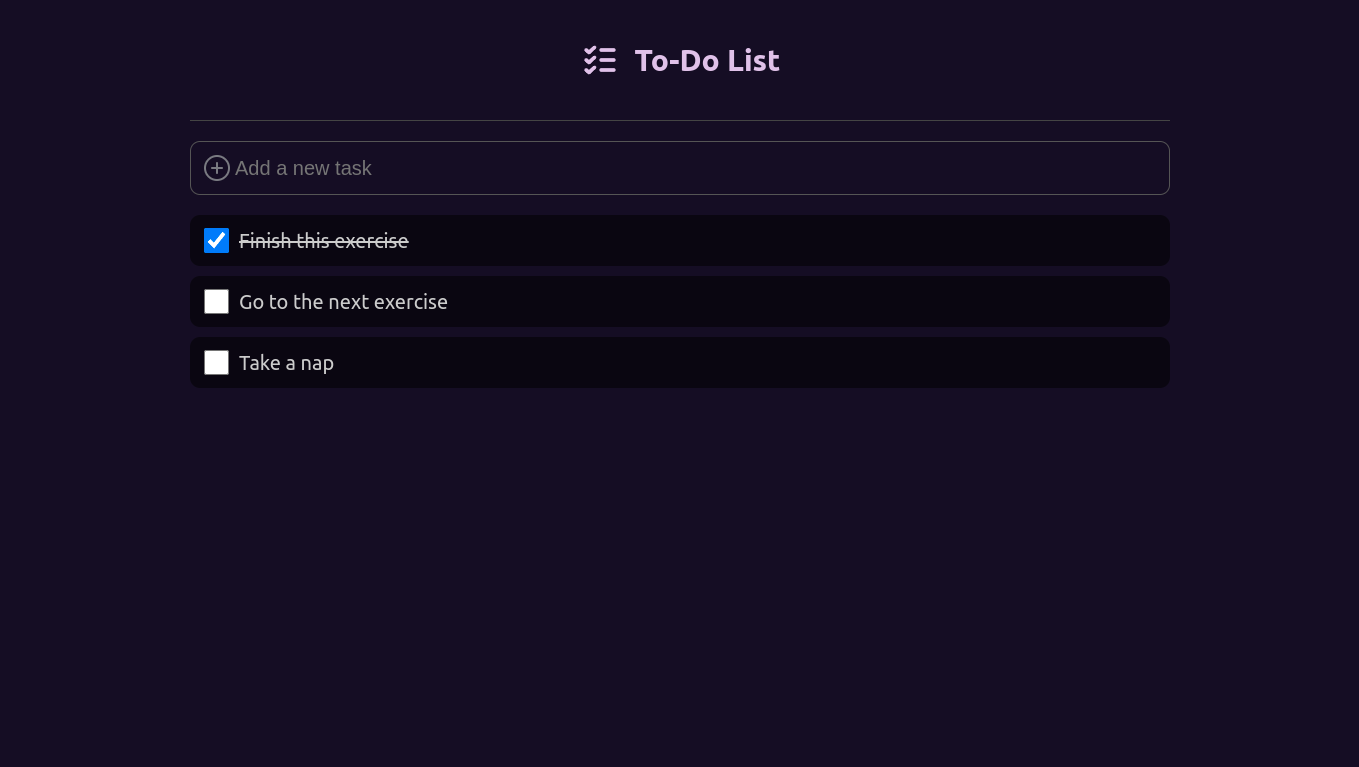 To-Do List
Add a new task
Finish this exercise
Go to the next exercise
Take a nap